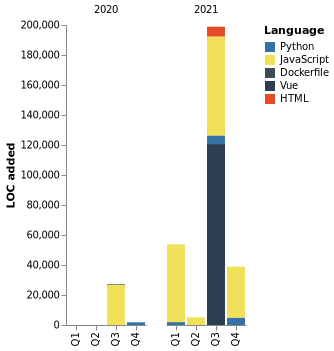 2020 2021
Language
Python
JavaScript
Dockerfile
Vue
HTML
LOC added
200,000
180,000
160,000
140,000
120,000
100,000
80,000
60,000
40,000
20,000
0
Q1 Q2 Q3 Q4 Q1 Q2 Q3 Q4